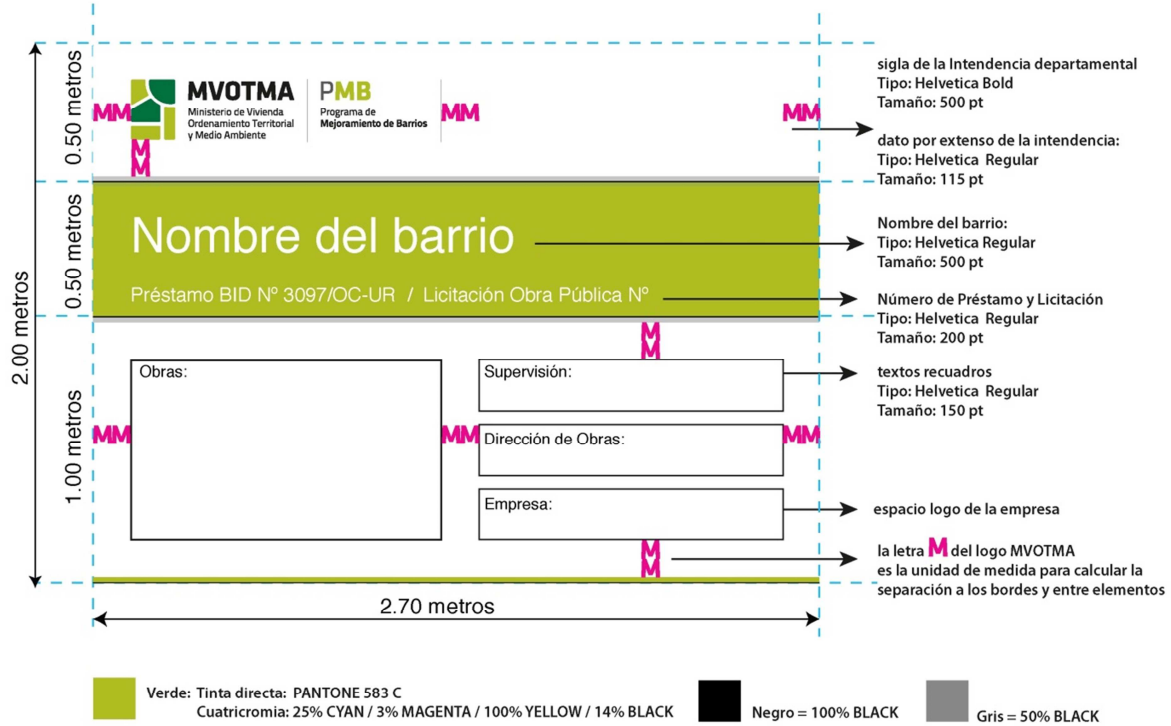 2.00 metros
0.50 metros
0.50 metros
1.00 metros
MM
MVOTMA
Ministerio de Vivienda
Ordenamiento Territorial
y Medio Ambiente
PMB
Programa de
Mejoramiento de Barrios
MM
MM
M
M
sigla de la Intendencia departamental
Tipo: Helvetica Bold
Tamaño: 500 pt
dato por extenso de la intendencia:
Tipo: Helvetica Regular
Tamaño: 115 pt
Nombre del barrio
Nombre del barrio:
Tipo: Helvetica Regular
Tamaño: 500 pt
Préstamo BID Nº 3097/OC-UR / Licitación Obra Pública Nº
Número de Préstamo y Licitación
Tipo: Helvetica Regular
Tamaño: 200 pt
M
M
Obras:
Supervisión:
textos recuadros
Tipo: Helvetica Regular
Tamaño: 150 pt
MM
MM
Dirección de Obras:
MM
Empresa:
espacio logo de la empresa
M
M
la letra M del logo MVOTMA
es la unidad de medida para calcular la
separación a los bordes y entre elementos
2.70 metros
Verde: Tinta directa: PANTONE 583 C
Cuatricromia: 25% CYAN / 3% MAGENTA / 100% YELLOW / 14% BLACK
Negro = 100% BLACK
Gris = 50% BLACK